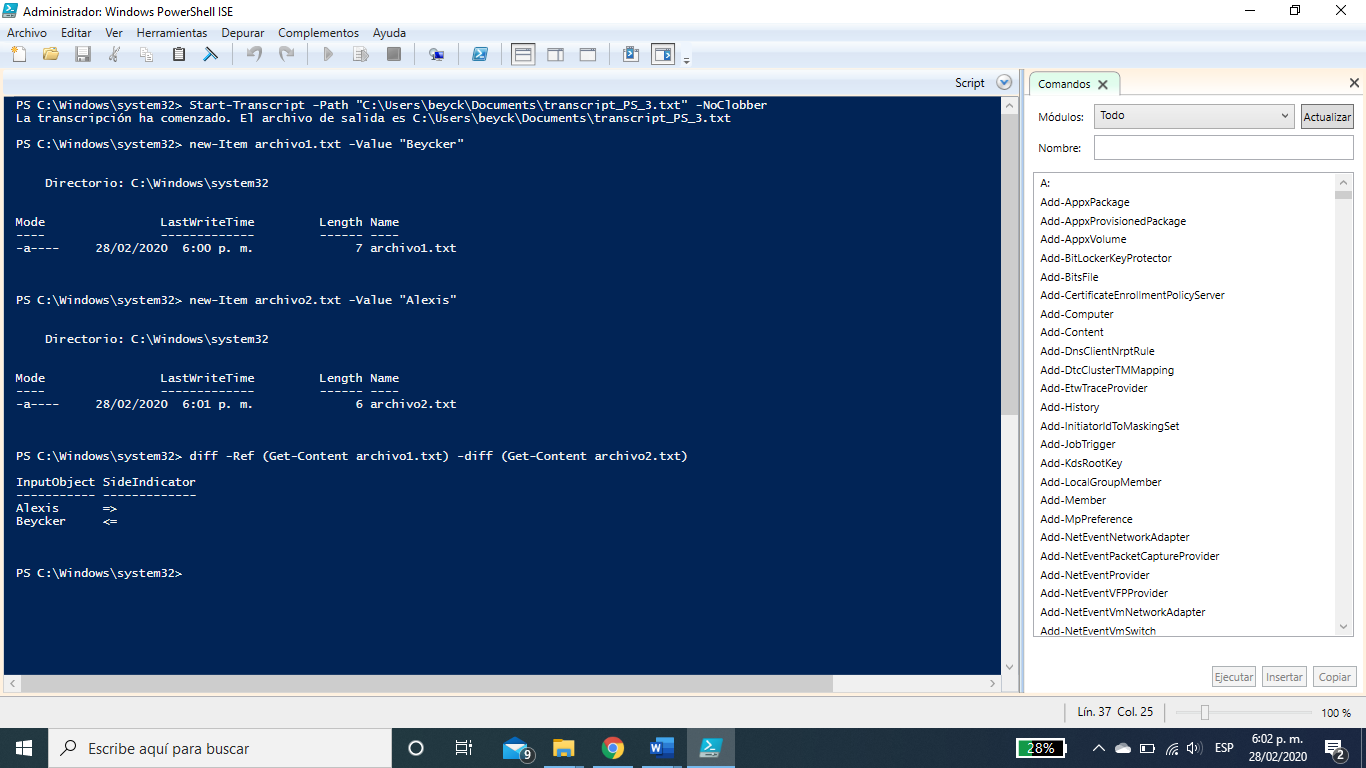 Administrador: Windows PowerShell ISE
Archivo Editar Ver Herramientas Depurar Complementos Ayuda
Script
PS C:\Windows\system32> Start-Transcript -Path "C:\Users\beyck\Documents\transcript_PS_3.txt" -NoClobber
La transcripción ha comenzado. El archivo de salida es C:\Users\beyck\Documents\transcript_PS_3.txt
PS C:\Windows\system32> new-Item archivo1.txt -Value "Beycker"
Directorio: C:\Windows\system32
Mode LastWriteTime Length Name
---- ------------- ------ ----
-a---- 28/02/2020 6:00 p. m. 7 archivo1.txt
PS C:\Windows\system32> new-Item archivo2.txt -Value "Alexis"
Directorio: C:\Windows\system32
Mode LastWriteTime Length Name
---- ------------- ------ ----
-a---- 28/02/2020 6:01 p. m. 6 archivo2.txt
PS C:\Windows\system32> diff -Ref (Get-Content archivo1.txt) -diff (Get-Content archivo2.txt)
InputObject SideIndicator
----------- -------------
Alexis =>
Beycker <=
PS C:\Windows\system32>
Comandos
Módulos: Todo Actualizar
Nombre:
A:
Add-AppxPackage
Add-AppxProvisionedPackage
Add-AppxVolume
Add-BitLockerKeyProtector
Add-BitsFile
Add-CertificateEnrollmentPolicyServer
Add-Computer
Add-Content
Add-DnsClientNrptRule
Add-DtcClusterTMMapping
Add-EtwTraceProvider
Add-History
Add-InitiatorIdToMaskingSet
Add-JobTrigger
Add-KdsRootKey
Add-LocalGroupMember
Add-Member
Add-MpPreference
Add-NetEventNetworkAdapter
Add-NetEventPacketCaptureProvider
Add-NetEventProvider
Add-NetEventVFPProvider
Add-NetEventVmNetworkAdapter
Add-NetEventVmSwitch
Ejecutar Insertar Copiar
Lín. 37 Col. 25 100 %
Escribe aquí para buscar
9
28%
ESP
6:02 p. m.
28/02/2020
2